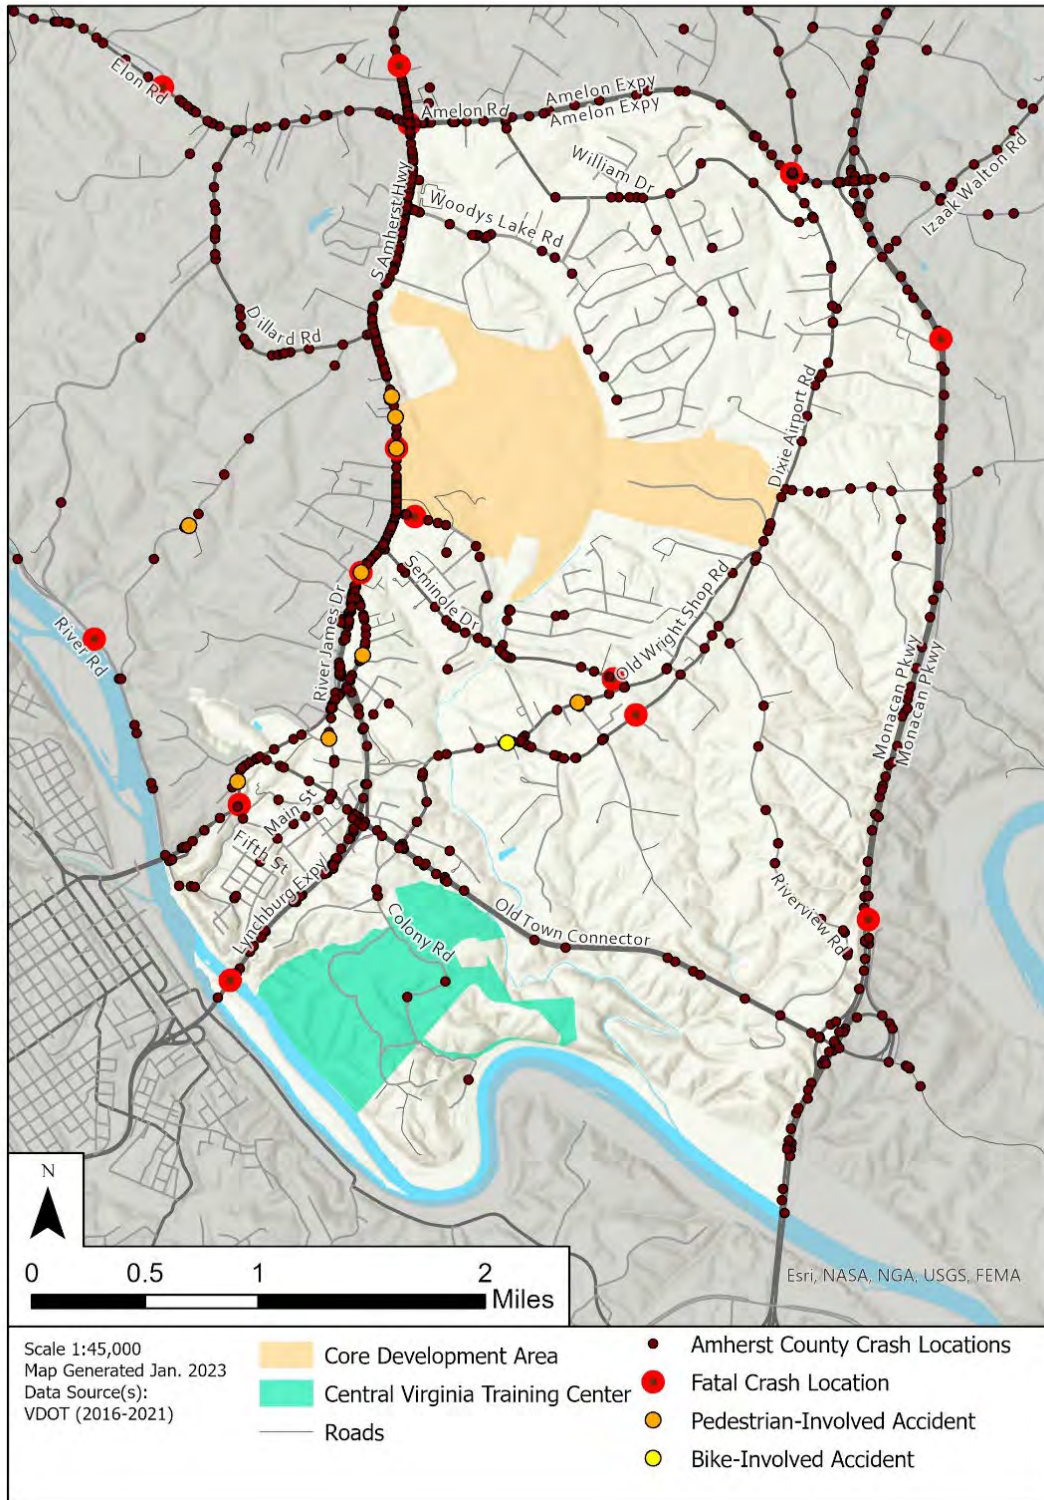 Elon Rd
Amelon Rd
Amelon Expy
Amelon Expy
William Dr
Izaak Walton Rd
Woodys Lake Rd
S Amherst Hwy
Dillard Rd
Dixie Airport Rd
Seminole Dr
Old Wright Shop Rd
River Rd
River James Dr
Monacan Pkwy
Monacan Pkwy
Main St
Fifth St
Lynchburg Expy
Colony Rd
Old Town Connector
Riverview Rd
N
0 0.5 1 2
Miles
Esri, NASA, NGA, USGS, FEMA
Scale 1:45,000
Map Generated Jan. 2023
Data Source(s):
VDOT (2016-2021)
Core Development Area
Central Virginia Training Center
Roads
Amherst County Crash Locations
Fatal Crash Location
Pedestrian-Involved Accident
Bike-Involved Accident